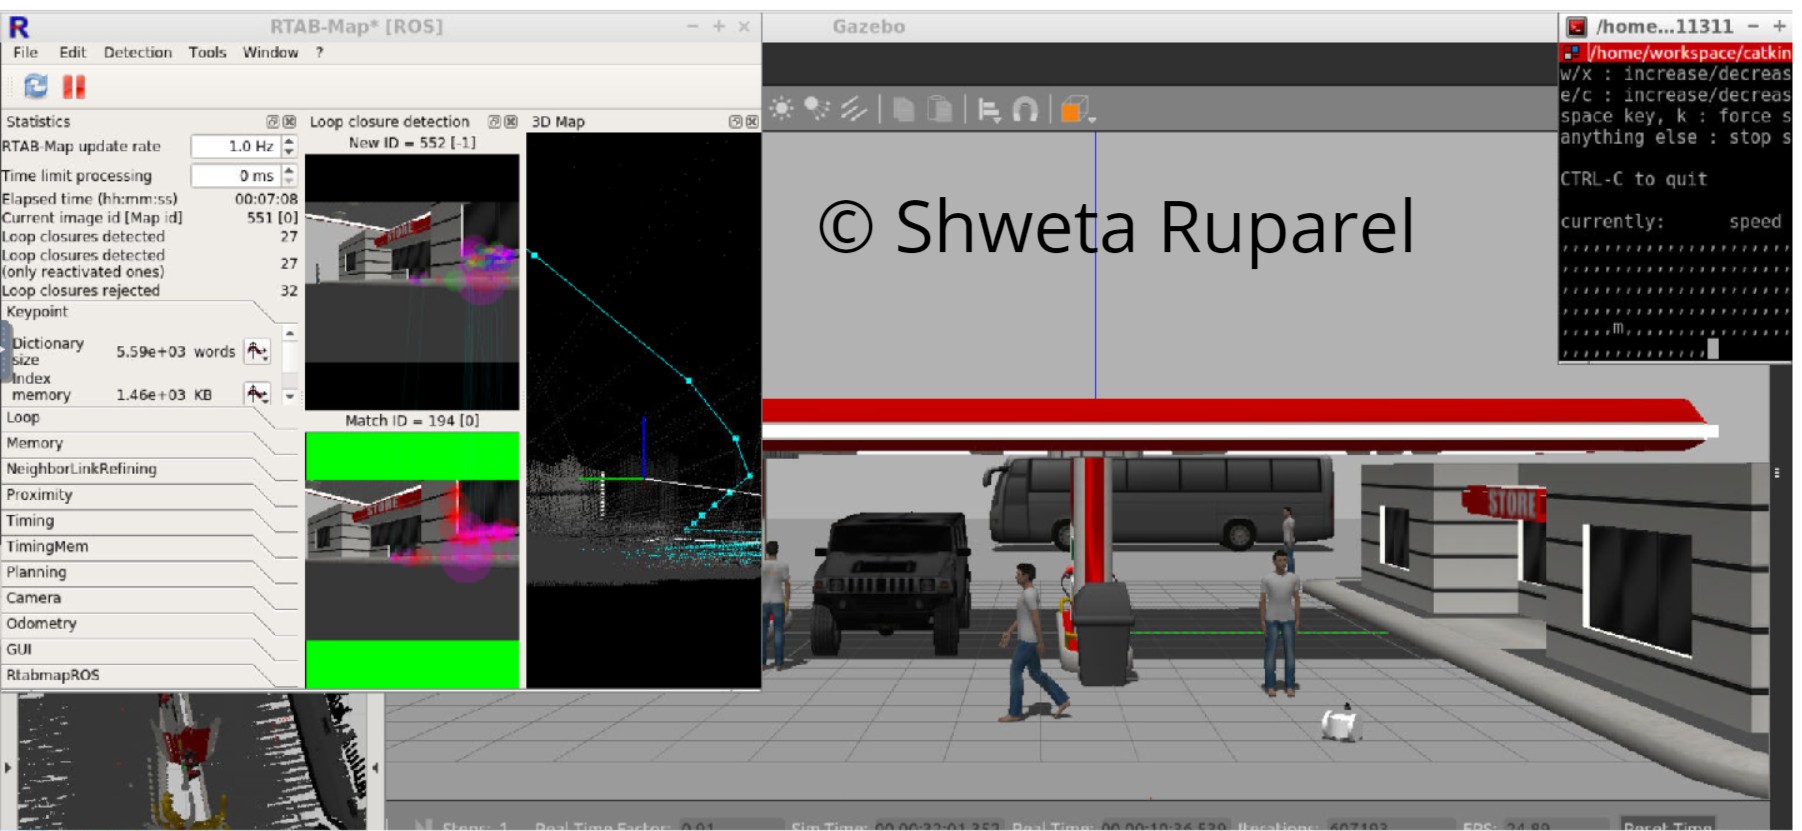 RTAB-Map* [ROS]
File Edit Detection Tools Window ?
Statistics
RTAB-Map update rate 1.0 Hz
Time limit processing 0 ms
Elapsed time (hh:mm:ss) 00:07:08
Current image id [Map id] 551 [0]
Loop closures detected 27
Loop closures detected
(only reactivated ones) 27
Loop closures rejected 32
Keypoint
Dictionary
size 5.59e+03 words
Index
memory 1.46e+03 KB
Loop
Memory
NeighborLinkRefining
Proximity
Timing
TimingMem
Planning
Camera
Odometry
GUI
RtabmapROS
Loop closure detection
New ID = 552 [-1]
STORE
Match ID = 194 [0]
STORE
3D Map
Gazebo
© Shweta Ruparel
STORE
/home...11311
/home/workspace/catkin
w/x : increase/decreas
e/c : increase/decreas
space key, k : force s
anything else : stop s
CTRL-C to quit
currently: speed
,,,,,,,,,,,,,,,,,,,,,,
,,,,,,,,,,,,,,,,,,,,,,
,,,,,,,,,,,,,,,,,,,,,,
,,,,,m,,,,,,,,,,,,,,,,
,,,,,,,,,,,,,,
Steps: 1 Real Time Factor: 0.91 Sim Time: 00 00:32:01.352 Real Time: 00 00:10:36.539 Iterations: 607193 FPS: 24.89 Reset Time